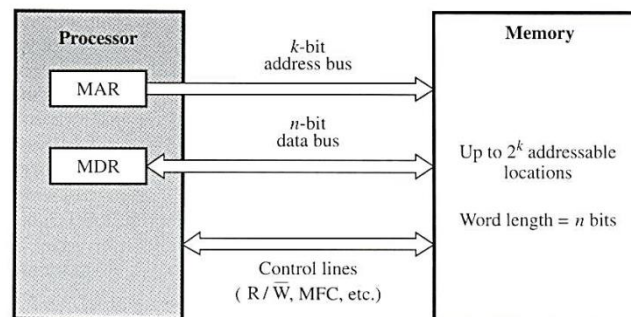 Processor
MAR
MDR
k-bit
address bus
n-bit
data bus
Control lines
( R / W̅, MFC, etc.)
Memory
Up to 2ᵏ addressable
locations
Word length = n bits